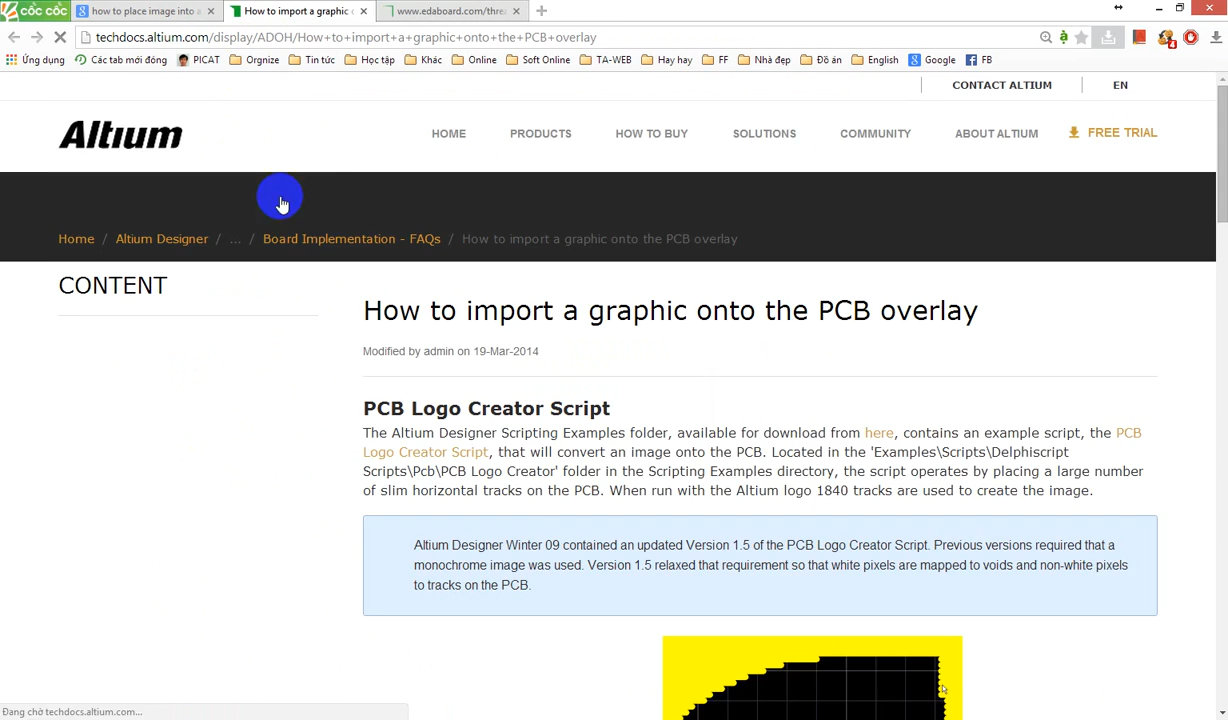 cốc cốc
how to place image into a
How to import a graphic
www.edaboard.com/thre
techdocs.altium.com/display/ADOH/How+to+import+a+graphic+onto+the+PCB+overlay
Ứng dụng
Các tab mới đóng
PICAT
Orgnize
Tin tức
Học tập
Khác
Online
Soft Online
TA-WEB
Hay hay
FF
Nhà đẹp
Đồ án
English
Google
FB
CONTACT ALTIUM
EN
Altium
HOME
PRODUCTS
HOW TO BUY
SOLUTIONS
COMMUNITY
ABOUT ALTIUM
FREE TRIAL
Home / Altium Designer / ... / Board Implementation - FAQs / How to import a graphic onto the PCB overlay
CONTENT
How to import a graphic onto the PCB overlay
Modified by admin on 19-Mar-2014
PCB Logo Creator Script
The Altium Designer Scripting Examples folder, available for download from here, contains an example script, the PCB
Logo Creator Script, that will convert an image onto the PCB. Located in the 'Examples\Scripts\Delphiscript
Scripts\Pcb\PCB Logo Creator' folder in the Scripting Examples directory, the script operates by placing a large number
of slim horizontal tracks on the PCB. When run with the Altium logo 1840 tracks are used to create the image.
Altium Designer Winter 09 contained an updated Version 1.5 of the PCB Logo Creator Script. Previous versions required that a
monochrome image was used. Version 1.5 relaxed that requirement so that white pixels are mapped to voids and non-white pixels
to tracks on the PCB.
Đang chờ techdocs.altium.com...